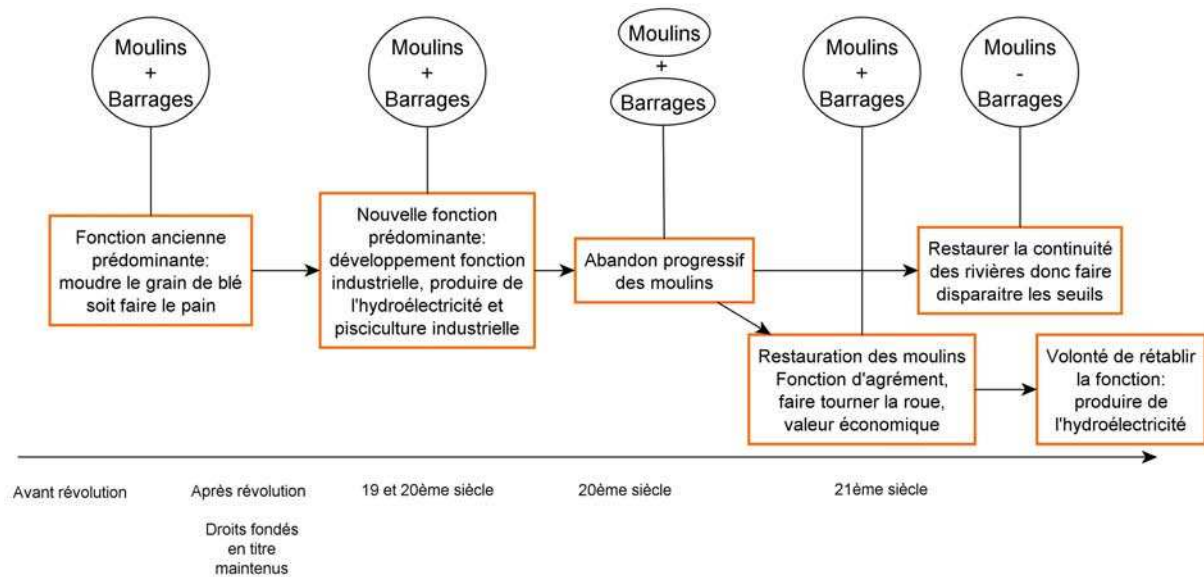 Moulins
+
Barrages
Moulins
+
Barrages
Moulins
+
Barrages
Moulins
+
Barrages
Moulins
-
Barrages
Fonction ancienne
prédominante:
moudre le grain de blé
soit faire le pain
Nouvelle fonction
prédominante:
développement fonction
industrielle, produire de
l'hydroélectricité et
pisciculture industrielle
Abandon progressif
des moulins
Restaurer la continuité
des rivières donc faire
disparaitre les seuils
Restauration des moulins
Fonction d'agrément,
faire tourner la roue,
valeur économique
Volonté de rétablir
la fonction:
produire de
l'hydroélectricité
Avant révolution
Après révolution
Droits fondés
en titre
maintenus
19 et 20ème siècle
20ème siècle
21ème siècle